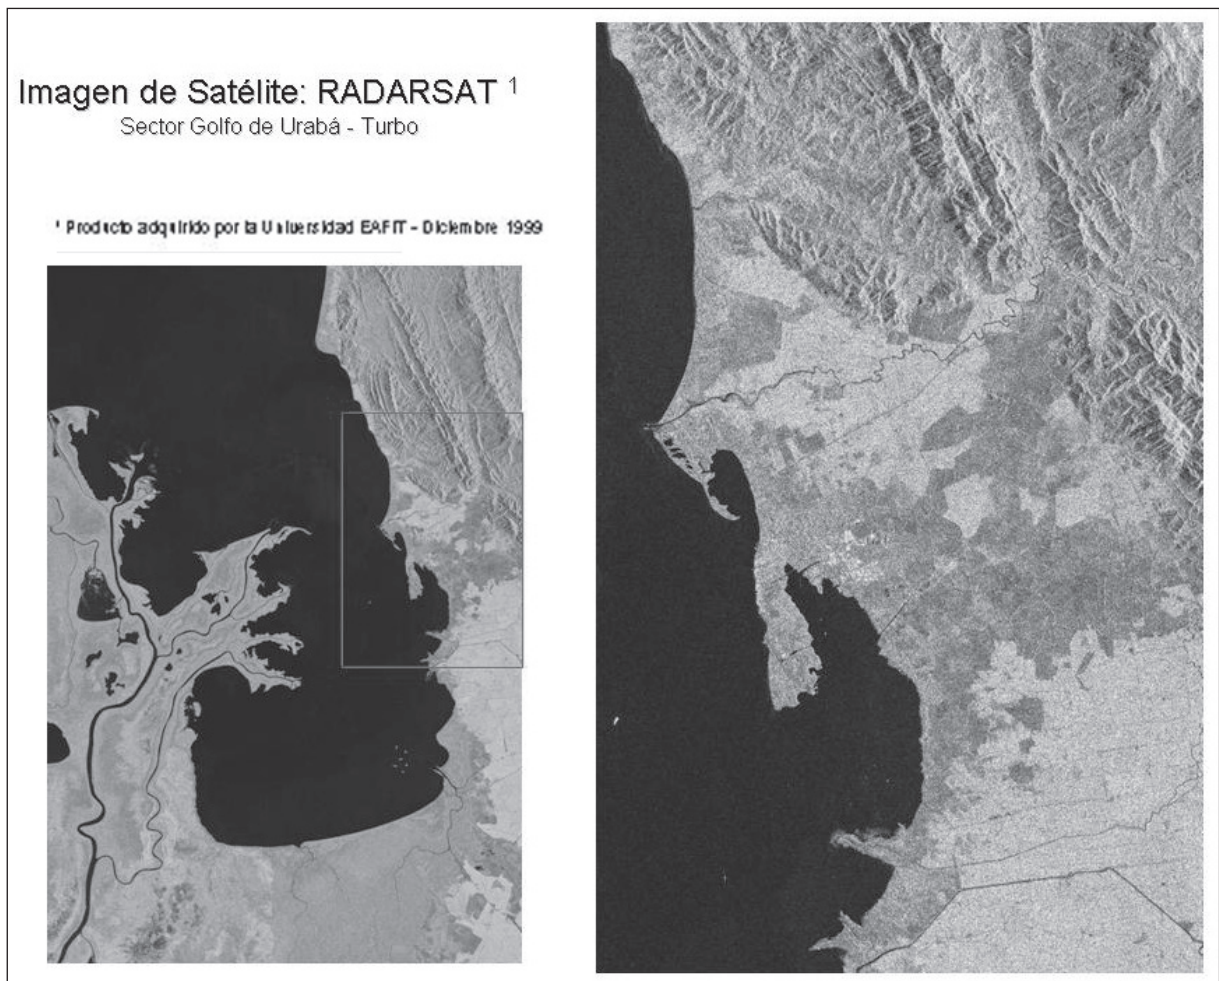 Imagen de Satélite: RADARSAT ¹
Sector Golfo de Urabá - Turbo
¹ Producto adquirido por la Universidad EAFIT - Diciembre 1999